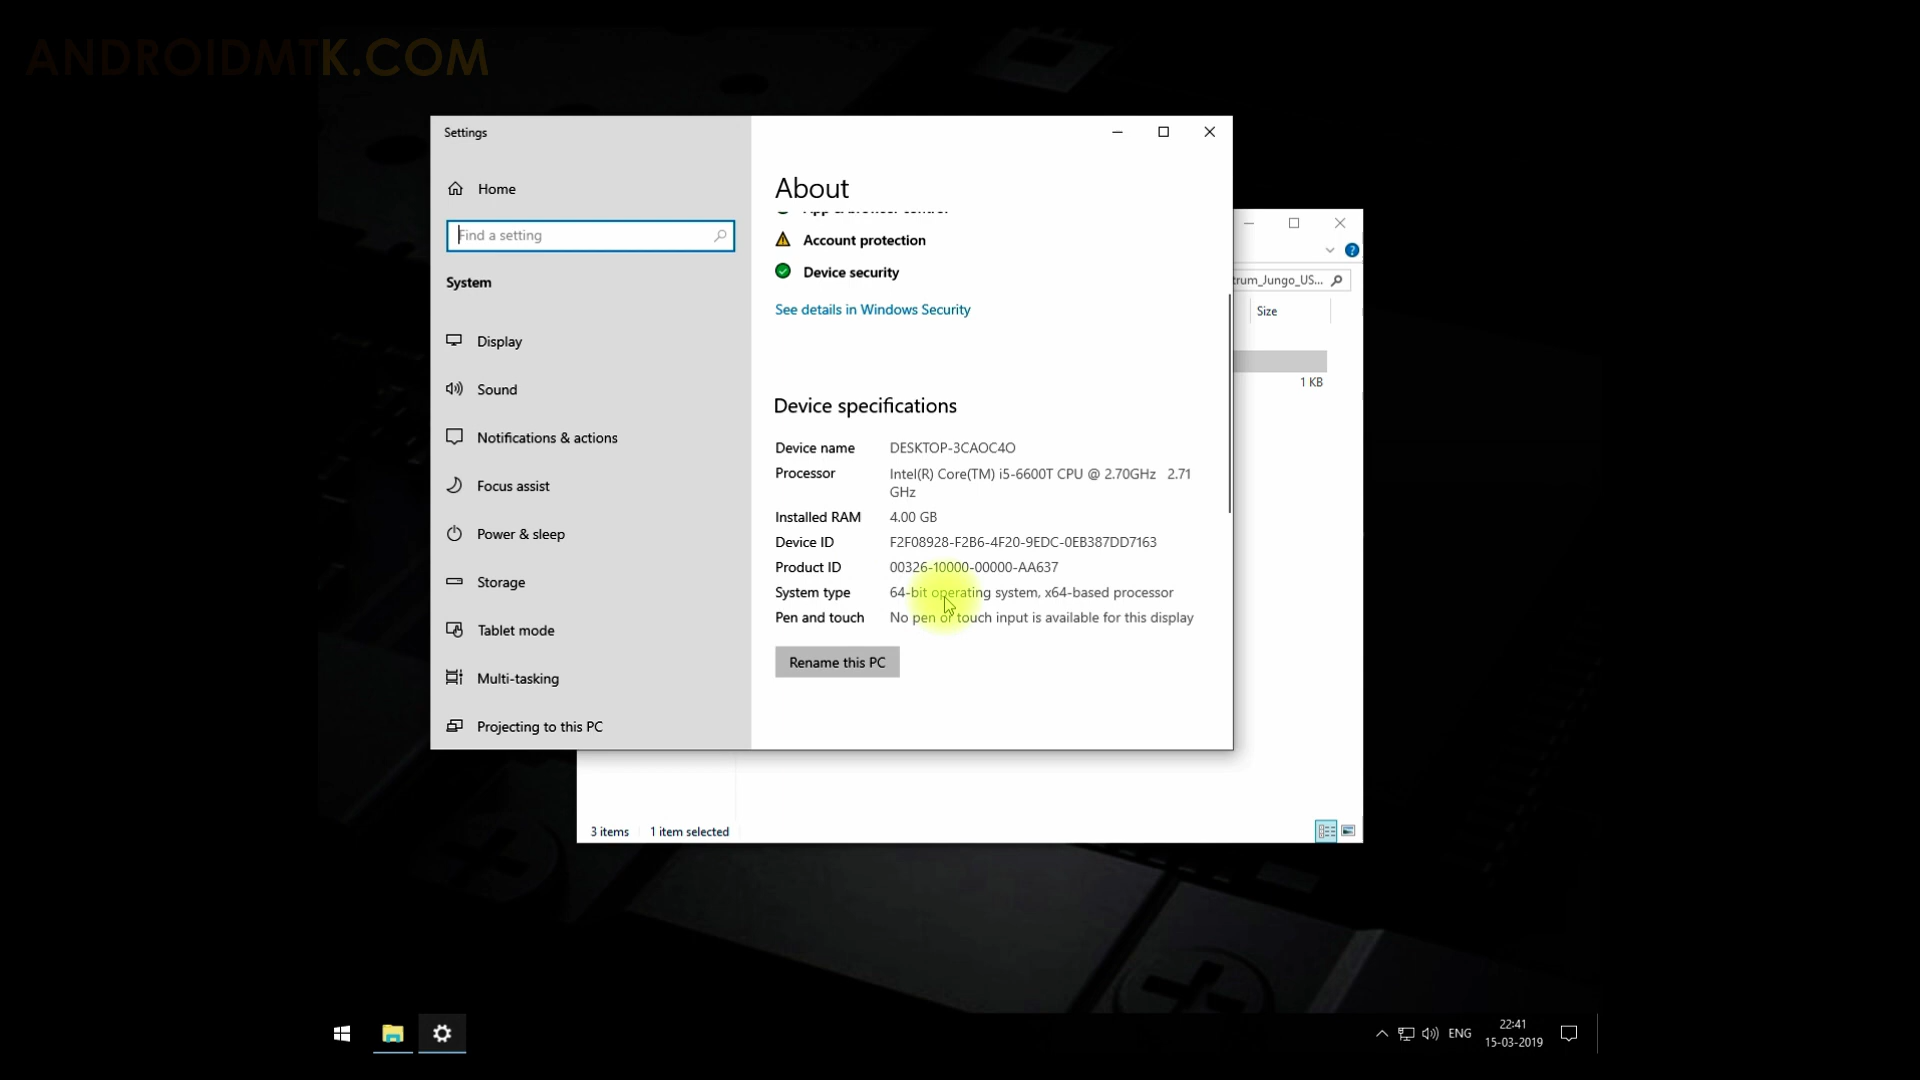 ANDROIDMTK.COM
Settings
Home
Find a setting
System
Display
Sound
Notifications & actions
Focus assist
Power & sleep
Storage
Tablet mode
Multi-tasking
Projecting to this PC
About
App & browser control
Account protection
Device security
See details in Windows Security
Device specifications
Device name DESKTOP-3CAOC4O
Processor Intel(R) Core(TM) i5-6600T CPU @ 2.70GHz 2.71
GHz
Installed RAM 4.00 GB
Device ID F2F08928-F2B6-4F20-9EDC-0EB387DD7163
Product ID 00326-10000-00000-AA637
System type 64-bit operating system, x64-based processor
Pen and touch No pen or touch input is available for this display
Rename this PC
trum_Jungo_US...
Size
1 KB
3 items 1 item selected
ENG
22:41
15-03-2019